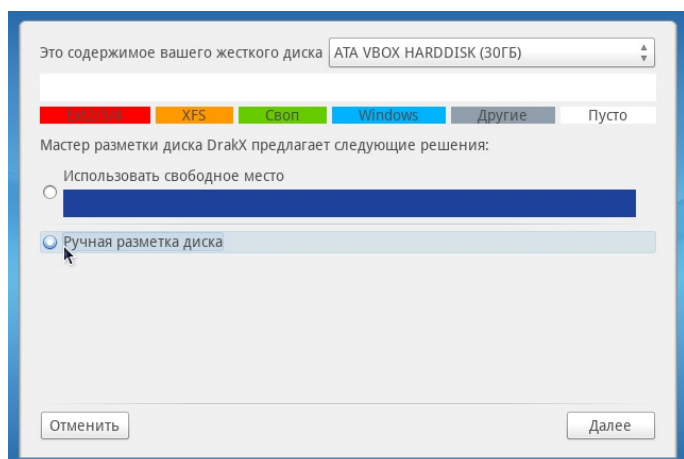 Это содержимое вашего жесткого диска ATA VBOX HARDDISK (30ГБ)
XFS Своп Windows Другие Пусто
Мастер разметки диска DrakX предлагает следующие решения:
Использовать свободное место
Ручная разметка диска
Отменить Далее